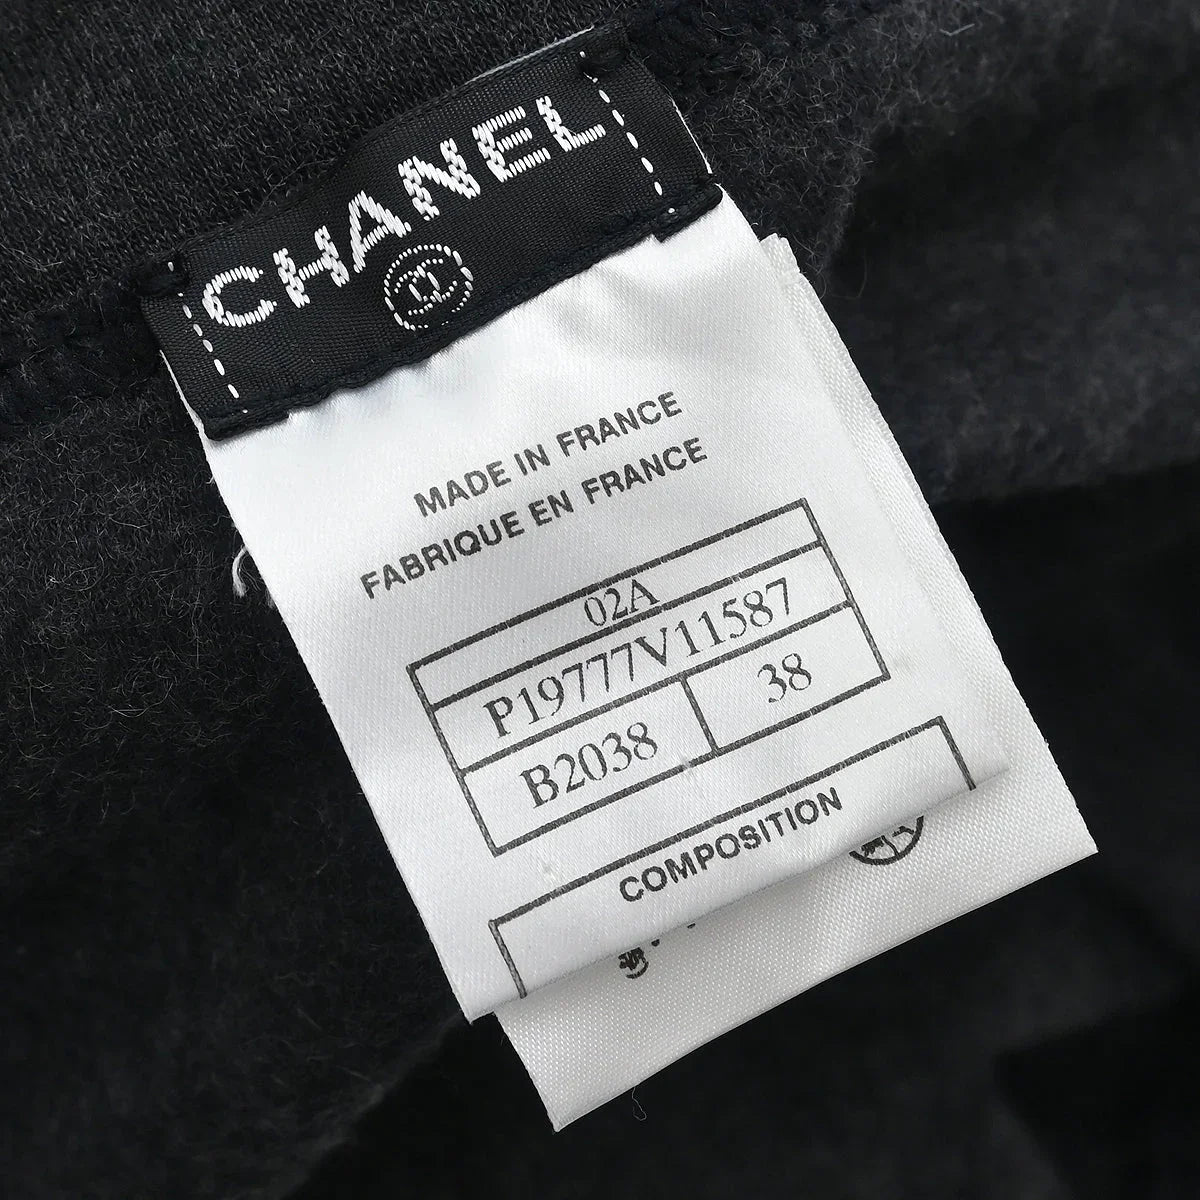 CHANEL
MADE IN FRANCE
FABRIQUE EN FRANCE
02A
P19777V11587
B2038 38
COMPOSITION